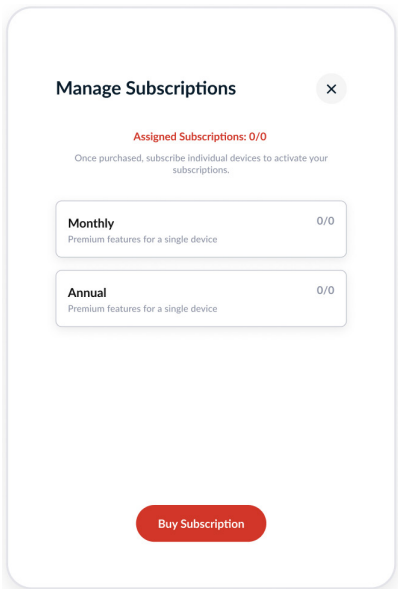 Manage Subscriptions
Assigned Subscriptions: 0/0
Once purchased, subscribe individual devices to activate your
subscriptions.
Monthly
0/0
Premium features for a single device
Annual
0/0
Premium features for a single device
Buy Subscription